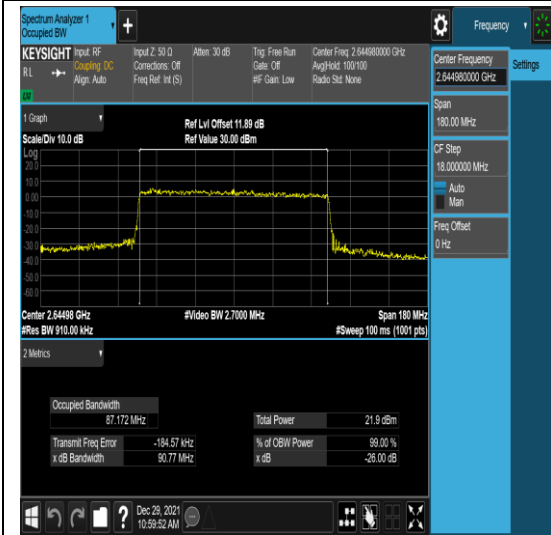 Spectrum Analyzer 1
Occupied BW
Frequency
KEYSIGHT
R L
Input: RF
Coupling: DC
Align: Auto
Input Z: 50 Ω
Corrections: Off
Freq Ref: Int (S)
Atten: 30 dB
Trig: Free Run
Gate: Off
#IF Gain: Low
Center Freq: 2.644980000 GHz
Avg|Hold: 100/100
Radio Std: None
Center Frequency
2.644980000 GHz
Settings
Span
180.00 MHz
CF Step
18.000000 MHz
Auto
Man
Freq Offset
0 Hz
1 Graph
Scale/Div 10.0 dB
Ref Lvl Offset 11.89 dB
Ref Value 30.00 dBm
Log
20.0
10.0
0.00
-10.0
-20.0
-30.0
-40.0
-50.0
-60.0
Center 2.64498 GHz
#Video BW 2.7000 MHz
Span 180 MHz
#Res BW 910.00 kHz
#Sweep 100 ms (1001 pts)
2 Metrics
Occupied Bandwidth
87.172 MHz
Total Power 21.9 dBm
Transmit Freq Error -184.57 kHz
% of OBW Power 99.00 %
x dB Bandwidth 90.77 MHz
x dB -26.00 dB
?
Dec 29, 2021
10:59:52 AM